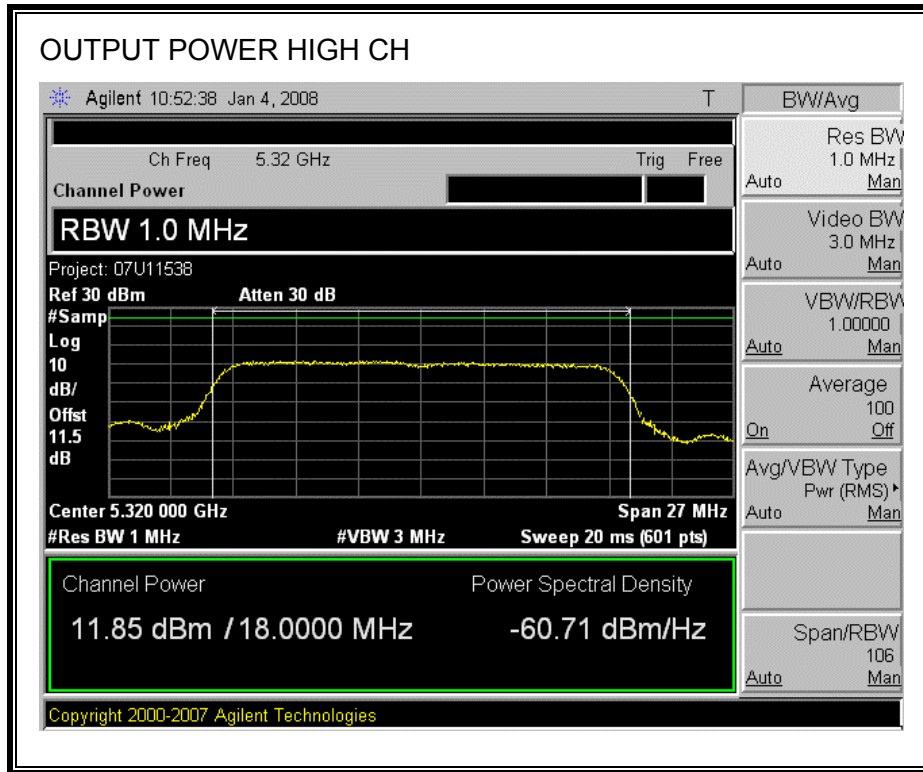 OUTPUT POWER HIGH CH
Agilent 10:52:38 Jan 4, 2008 T
Ch Freq 5.32 GHz Trig Free
Channel Power
RBW 1.0 MHz
Project: 07U11538
Ref 30 dBm Atten 30 dB
#Samp
Log
10
dB/
Offst
11.5
dB
Center 5.320 000 GHz Span 27 MHz
#Res BW 1 MHz #VBW 3 MHz Sweep 20 ms (601 pts)
Channel Power Power Spectral Density
11.85 dBm / 18.0000 MHz -60.71 dBm/Hz
Copyright 2000-2007 Agilent Technologies
BW/Avg
Res BW
1.0 MHz
Auto Man
Video BW
3.0 MHz
Auto Man
VBW/RBW
1.00000
Auto Man
Average
100
On Off
Avg/VBW Type
Pwr (RMS)
Auto Man
Span/RBW
106
Auto Man